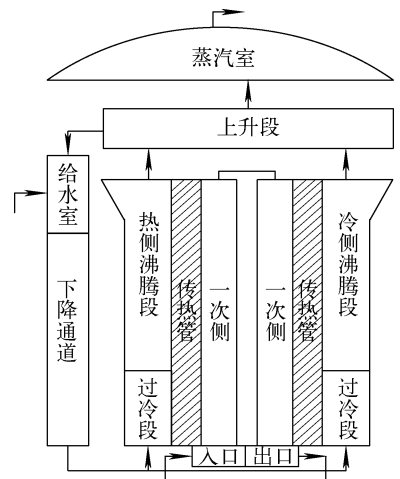 蒸汽室
上升段
给水室
下降通道
热侧沸腾段
传热管
一次侧
一次侧
传热管
冷侧沸腾段
过冷段
过冷段
入口
出口